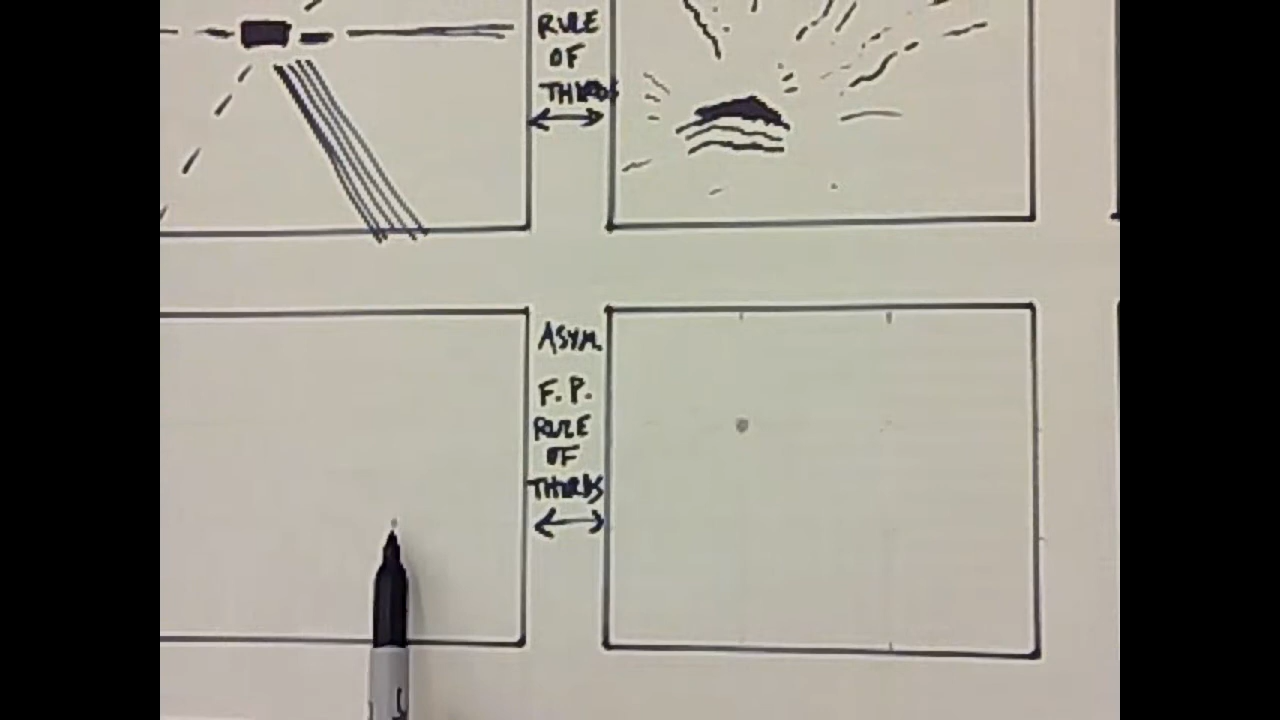 RULE
OF
THIRDS
ASYM.
F.P.
RULE
OF
THIRDS